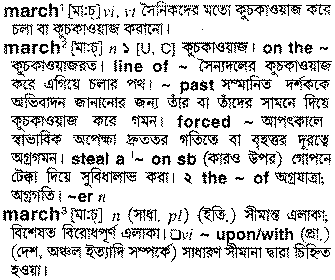 march¹ [মা:চ্] vi, vt সৈনিকদের মতো কুচকাওয়াজ করে
চলা বা কুচকাওয়াজ করানো।
march² [মা:চ্] n ১ [U, C] কুচকাওয়াজ। on the ~
কুচকাওয়াজরত। line of ~ সৈন্যদলের কুচকাওয়াজ
করে এগিয়ে চলার পথ। ~ past সম্মানিত দর্শককে
অভিবাদন জানানোর জন্য তাঁর বা তাঁদের সামনে দিয়ে
কুচকাওয়াজ করে গমন। forced ~ আপৎকালে
স্বাভাবিক অপেক্ষা দ্রুততর গতিতে বা বৃহত্তর দূরত্বে
অগ্রগমন। steal a ~ on sb (কারও উপর) গোপনে
টেক্কা দিয়ে সুবিধালাভ করা। ২ the ~ of অগ্রযাত্রা;
অগ্রগতি। ~er n
march³ [মা:চ্] n (সাধা. pl) (ইতি.) সীমান্ত এলাকা;
বিশেষত বিরোধপূর্ণ এলাকা। □vi ~ upon/with (প্রা.)
(দেশ, অঞ্চল ইত্যাদি সম্পর্কে) সাধারণ সীমানা দ্বারা চিহ্নিত
হওয়া।